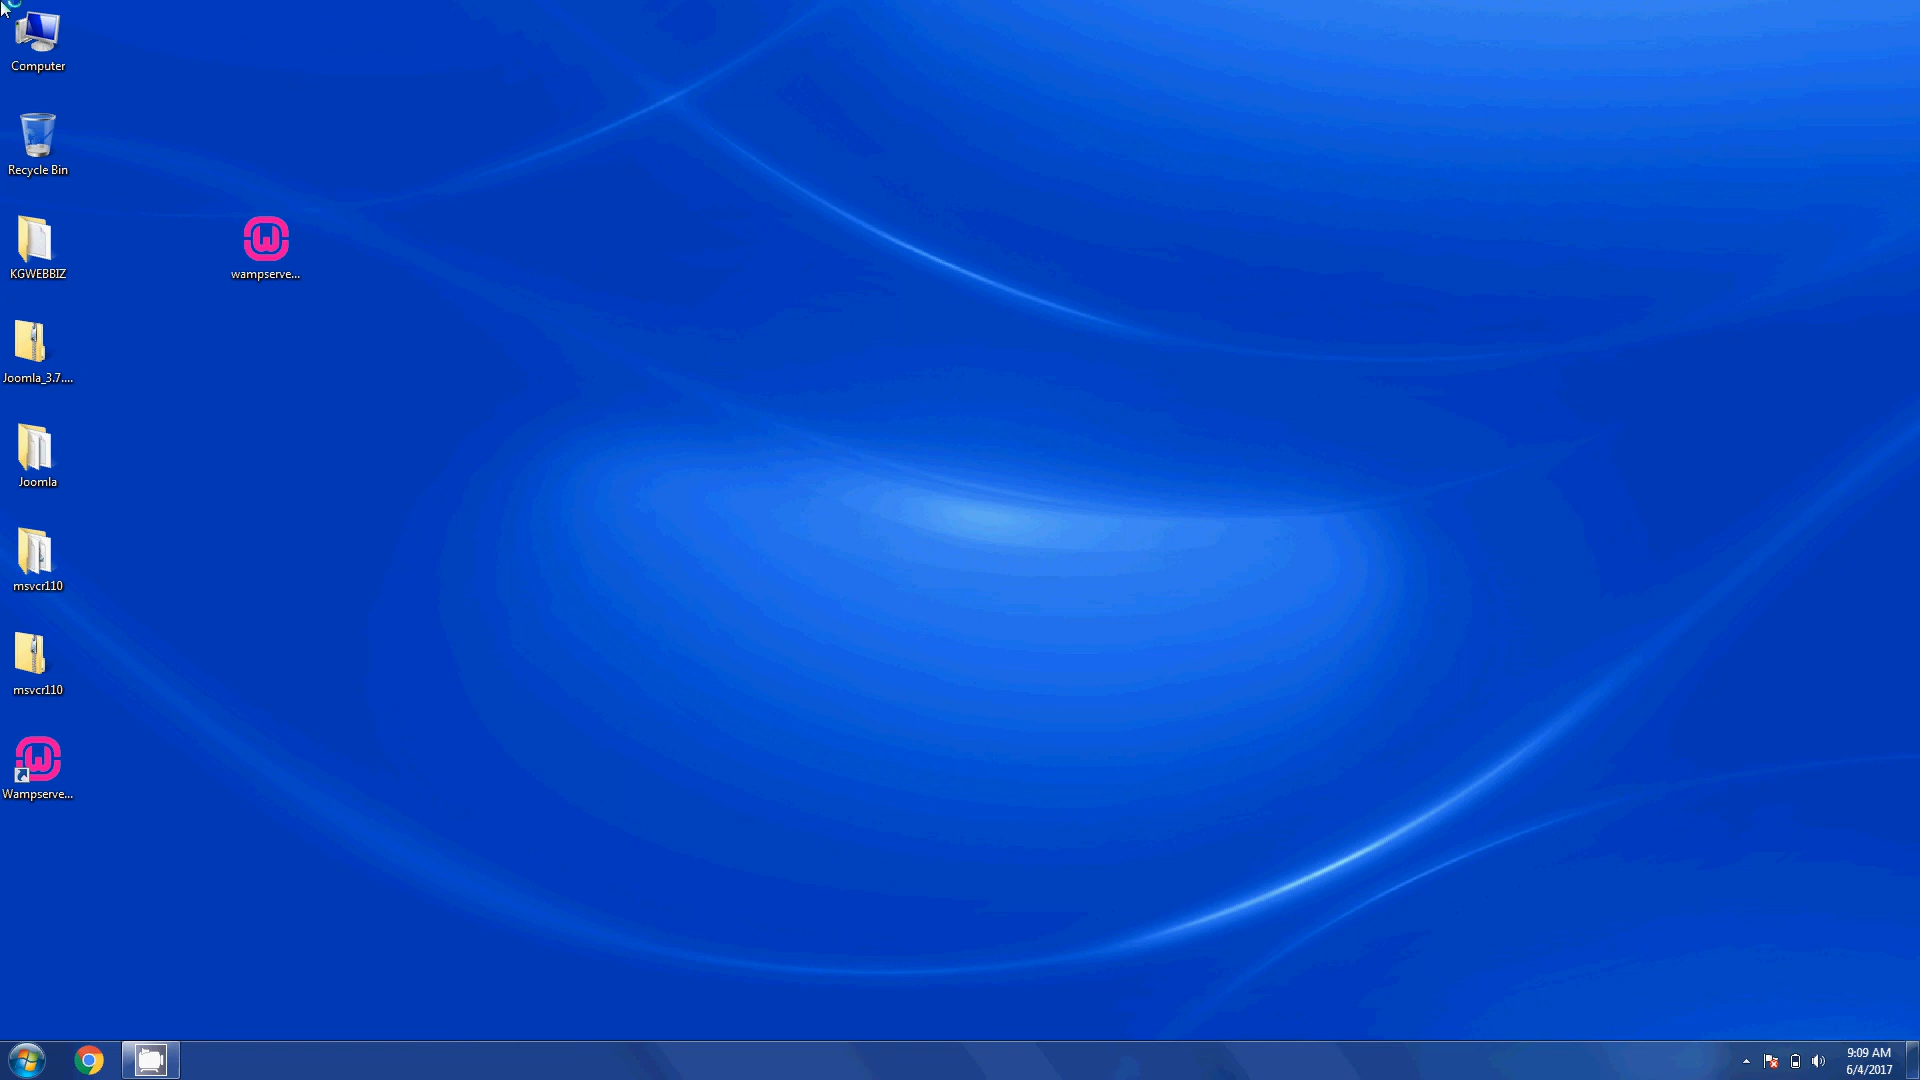 Computer
Recycle Bin
KGWEBBIZ
wampserve...
Joomla_3.7....
Joomla
msvcr110
msvcr110
Wampserve...
9:09 AM
6/4/2017